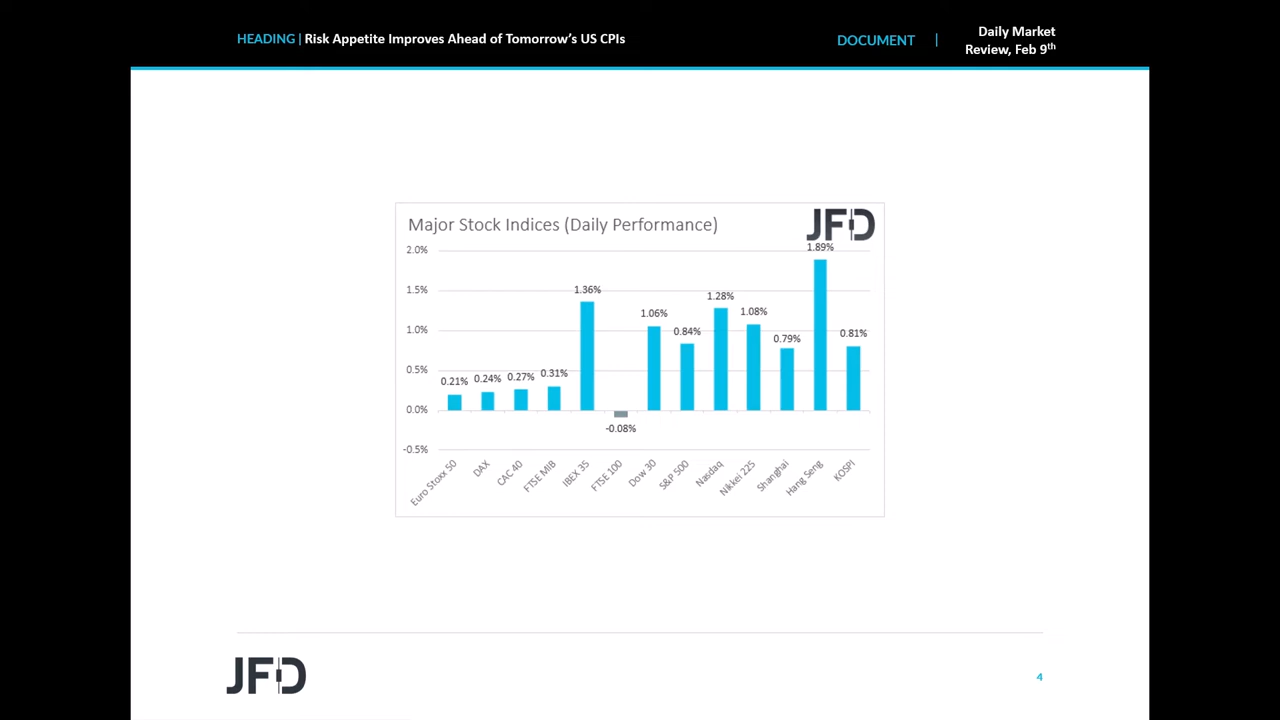 HEADING | Risk Appetite Improves Ahead of Tomorrow's US CPIs
DOCUMENT |
Daily Market
Review, Feb 9th
Major Stock Indices (Daily Performance)
JFD
2.0%
1.5%
1.0%
0.5%
0.0%
-0.5%
0.21%
0.24%
0.27%
0.31%
1.36%
-0.08%
1.06%
0.84%
1.28%
1.08%
0.79%
1.89%
0.81%
Euro Stoxx 50
DAX
CAC 40
FTSE MIB
IBEX 35
FTSE 100
Dow 30
S&P 500
Nasdaq
Nikkei 225
Shanghai
Hang Seng
KOSPI
JFD
4